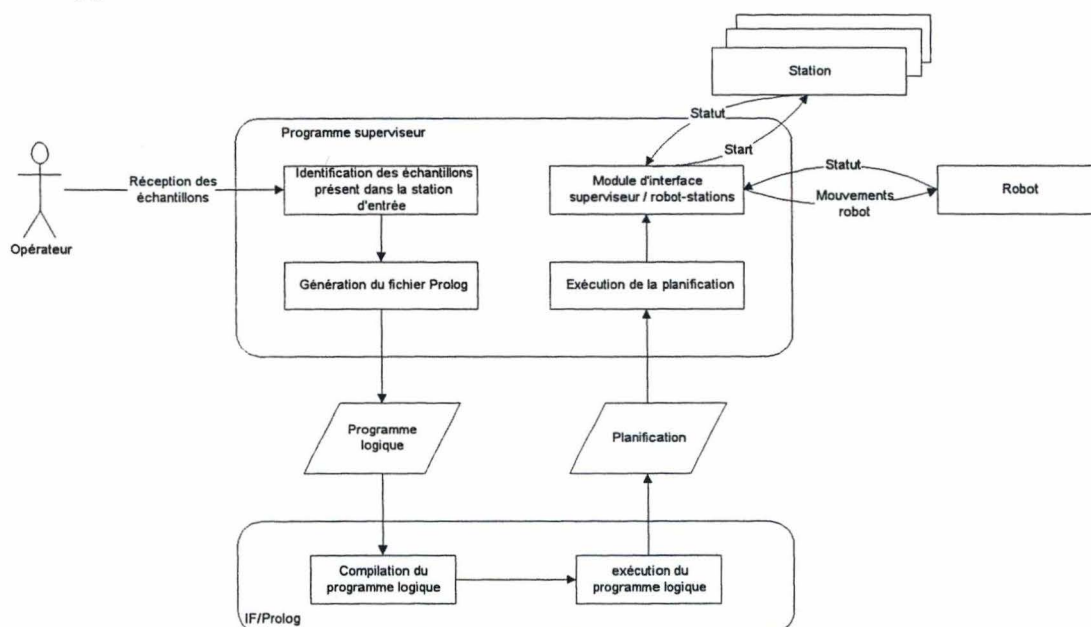 Station
Statut
Programme superviseur
Start
Réception des
échantillons
Identification des échantillons
présent dans la station
d'entrée
Module d'interface
superviseur / robot-stations
Statut
Mouvements
robot
Robot
Opérateur
Génération du fichier Prolog
Exécution de la planification
Programme
logique
Planification
Compilation du
programme logique
exécution du
programme logique
IF/Prolog